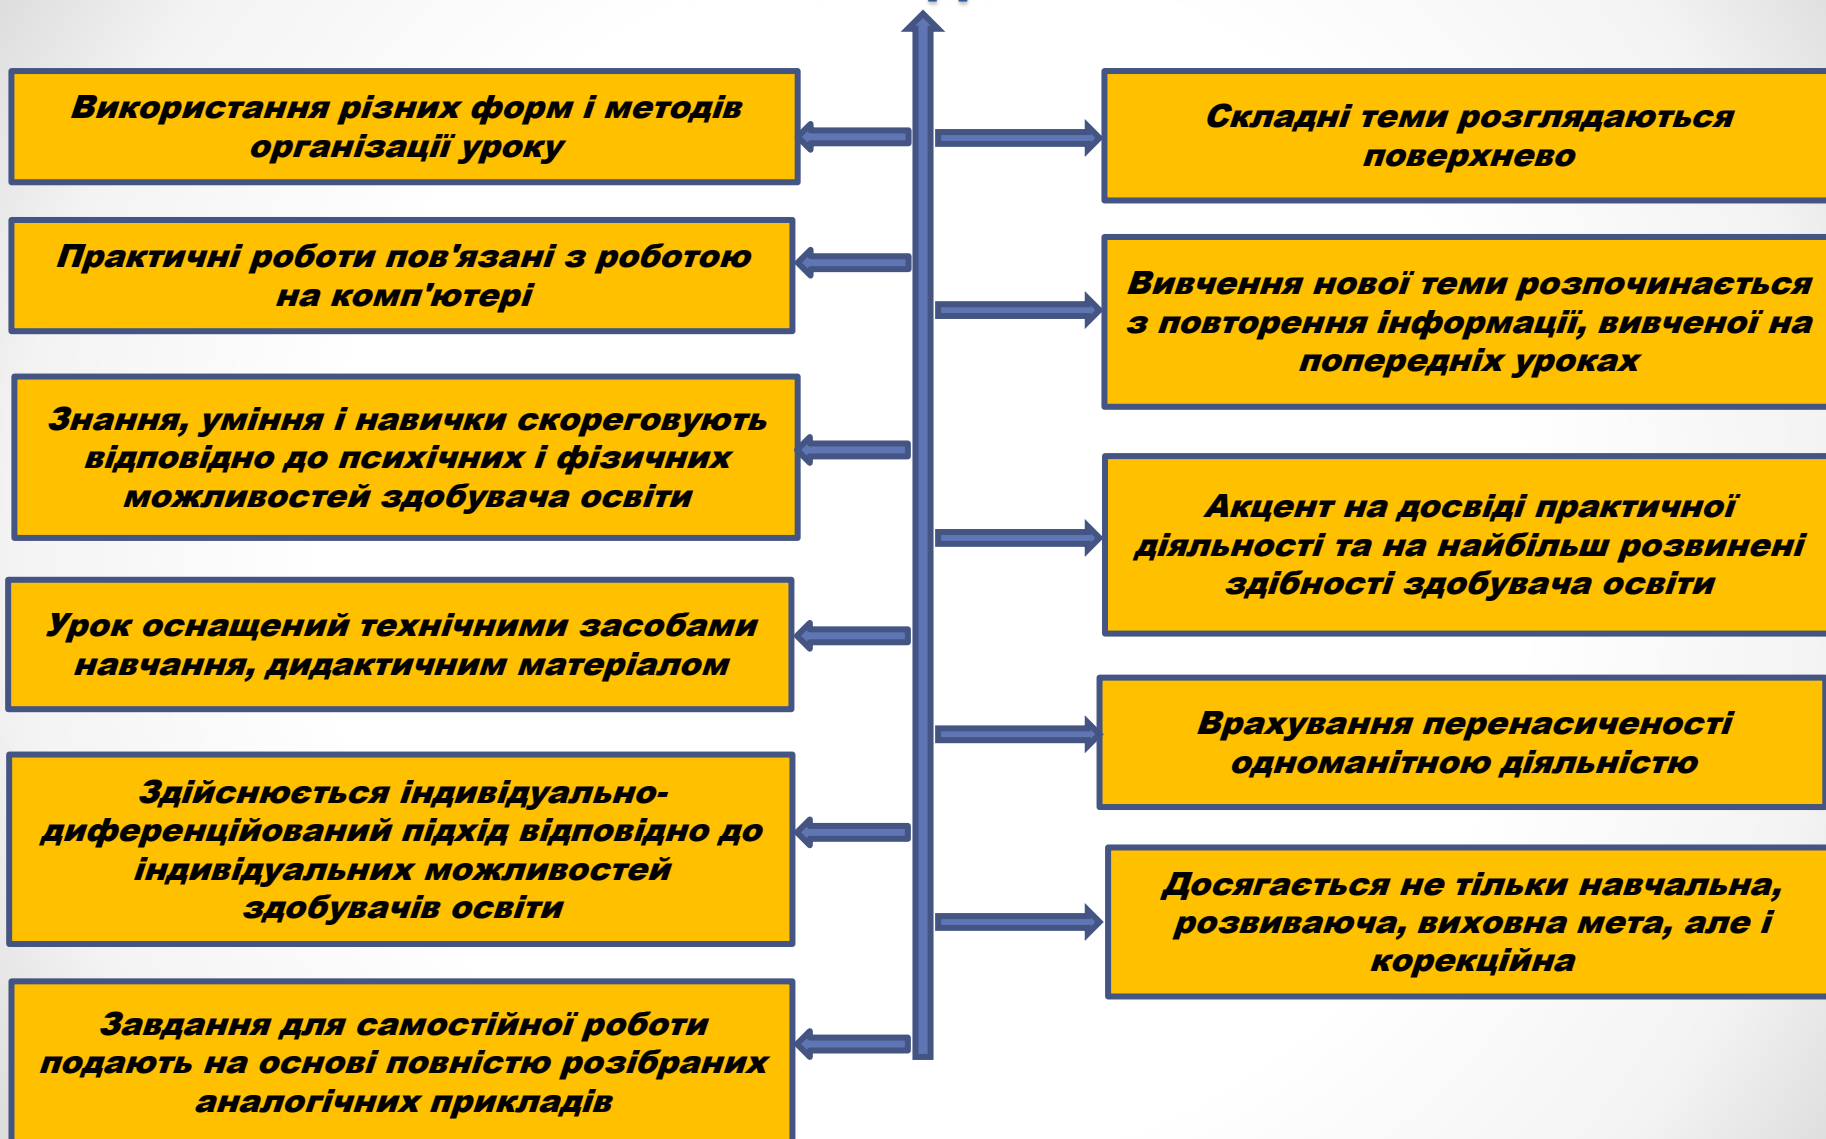 Використання різних форм і методів
організації уроку
Практичні роботи пов'язані з роботою
на комп'ютері
Знання, уміння і навички скореговують
відповідно до психічних і фізичних
можливостей здобувача освіти
Урок оснащений технічними засобами
навчання, дидактичним матеріалом
Здійснюється індивідуально-
диференційований підхід відповідно до
індивідуальних можливостей
здобувачів освіти
Завдання для самостійної роботи
подають на основі повністю розібраних
аналогічних прикладів
Складні теми розглядаються
поверхнево
Вивчення нової теми розпочинається
з повторення інформації, вивченої на
попередніх уроках
Акцент на досвіді практичної
діяльності та на найбільш розвинені
здібності здобувача освіти
Врахування перенасиченості
одноманітною діяльністю
Досягається не тільки навчальна,
розвиваюча, виховна мета, але і
корекційна